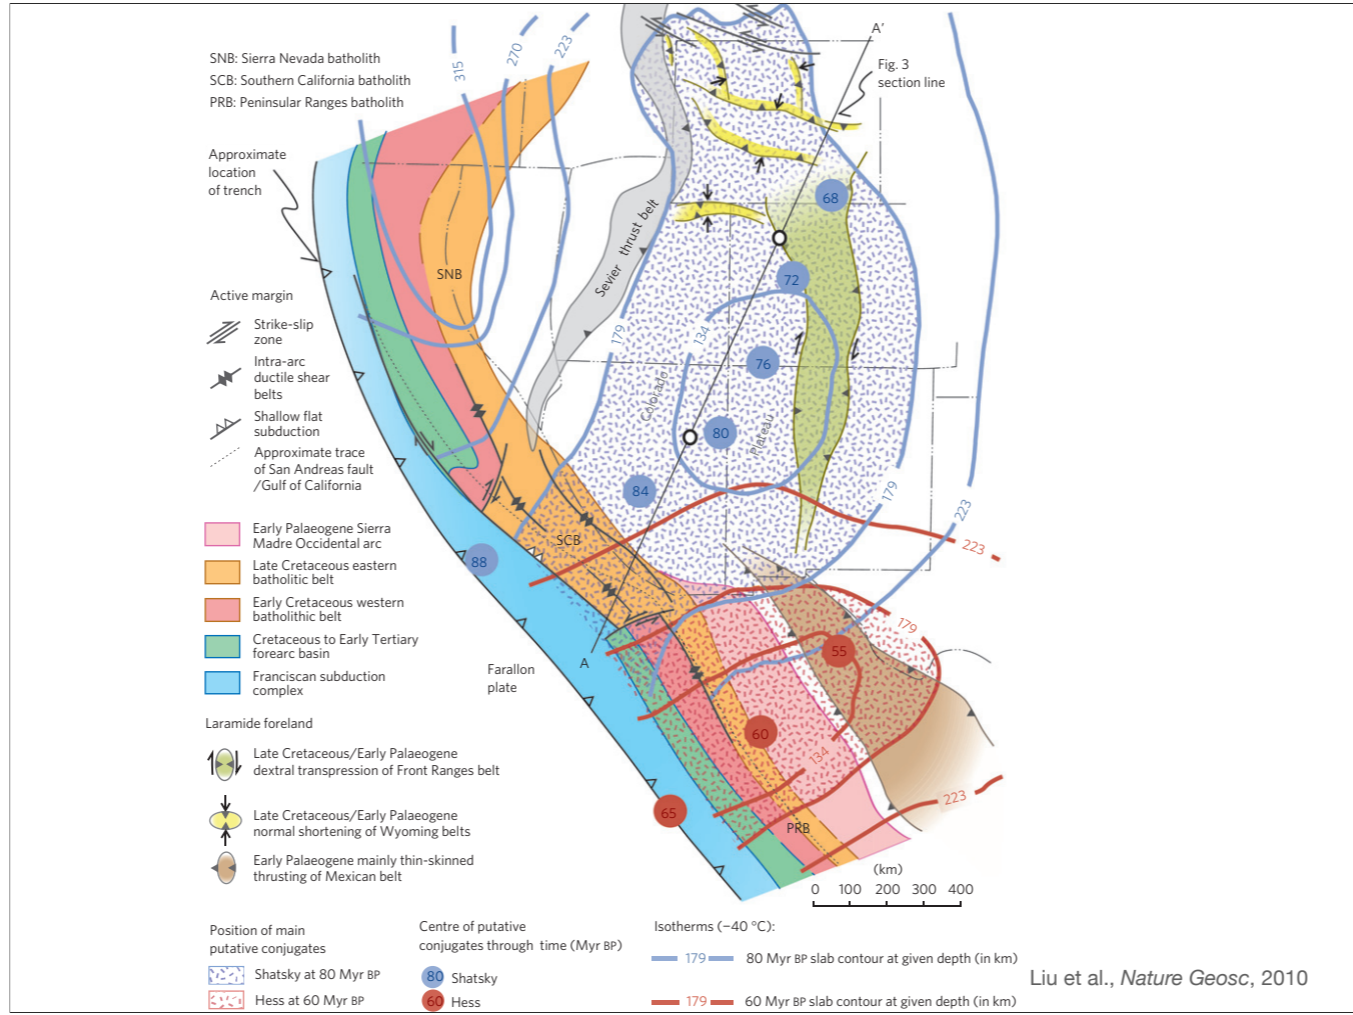 SNB: Sierra Nevada batholith
SCB: Southern California batholith
PRB: Peninsular Ranges batholith
Approximate
location
of trench
Active margin
Strike-slip
zone
Intra-arc
ductile shear
belts
Shallow flat
subduction
Approximate trace
of San Andreas fault
/Gulf of California
Early Palaeogene Sierra
Madre Occidental arc
Late Cretaceous eastern
batholitic belt
Early Cretaceous western
batholithic belt
Cretaceous to Early Tertiary
forearc basin
Franciscan subduction
complex
Laramide foreland
Late Cretaceous/Early Palaeogene
dextral transpression of Front Ranges belt
Late Cretaceous/Early Palaeogene
normal shortening of Wyoming belts
Early Palaeogene mainly thin-skinned
thrusting of Mexican belt
315
270
223
A'
Fig. 3
section line
68
Sevier thrust belt
SNB
72
179
134
76
Colorado
Plateau
80
84
179
223
223
SCB
88
179
55
A
Farallon
plate
60
134
65
223
PRB
(km)
0 100 200 300 400
Position of main
putative conjugates
Shatsky at 80 Myr BP
Hess at 60 Myr BP
Centre of putative
conjugates through time (Myr BP)
80 Shatsky
60 Hess
Isotherms (−40 °C):
179 80 Myr BP slab contour at given depth (in km)
179 60 Myr BP slab contour at given depth (in km)
Liu et al., Nature Geosc, 2010